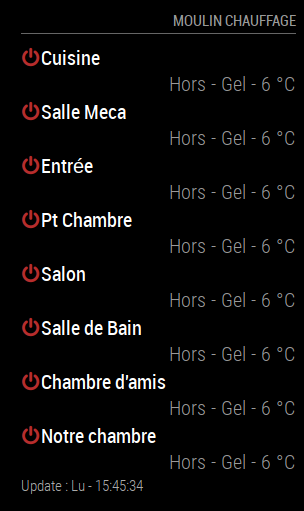 MOULIN CHAUFFAGE
Cuisine
Hors - Gel - 6 °C
Salle Meca
Hors - Gel - 6 °C
Entrée
Hors - Gel - 6 °C
Pt Chambre
Hors - Gel - 6 °C
Salon
Hors - Gel - 6 °C
Salle de Bain
Hors - Gel - 6 °C
Chambre d'amis
Hors - Gel - 6 °C
Notre chambre
Hors - Gel - 6 °C
Update : Lu - 15:45:34